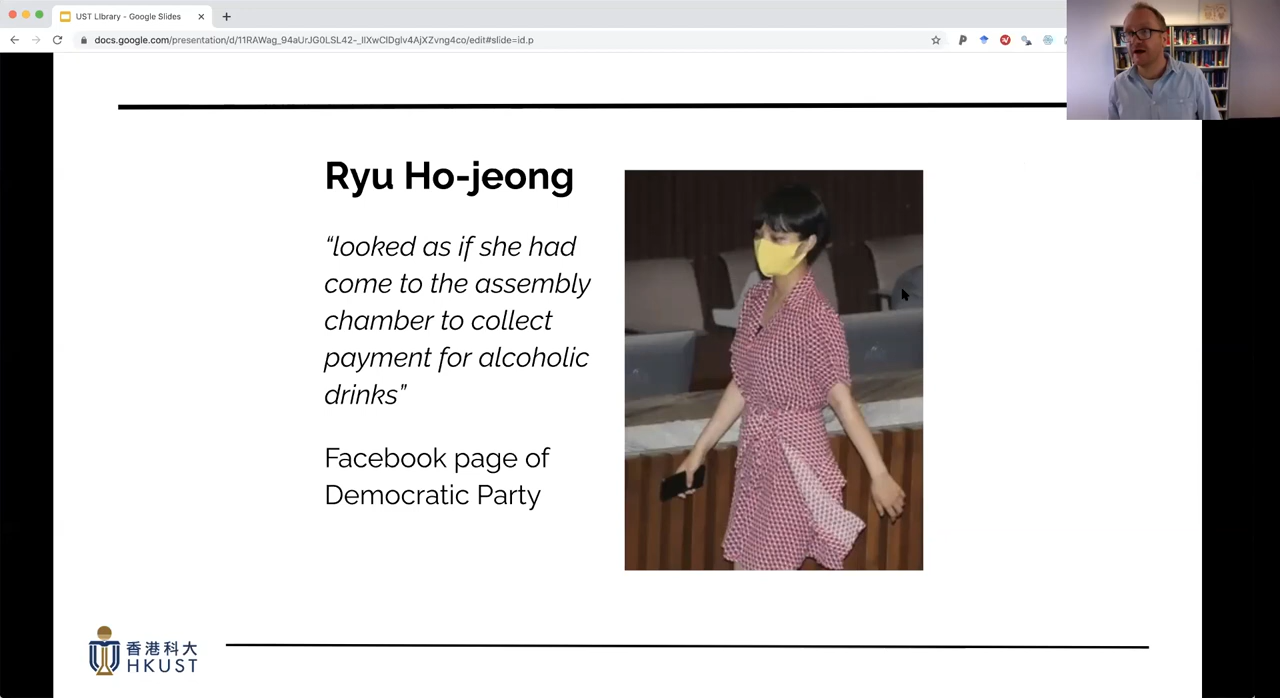 UST LIbrary - Google Slides
docs.google.com/presentation/d/11RAWag_94aUrJG0LSL42-_IlXwClDglv4AjXZvng4co/edit#slide=id.p
Ryu Ho-jeong
“looked as if she had
come to the assembly
chamber to collect
payment for alcoholic
drinks”
Facebook page of
Democratic Party
香港科大
HKUST